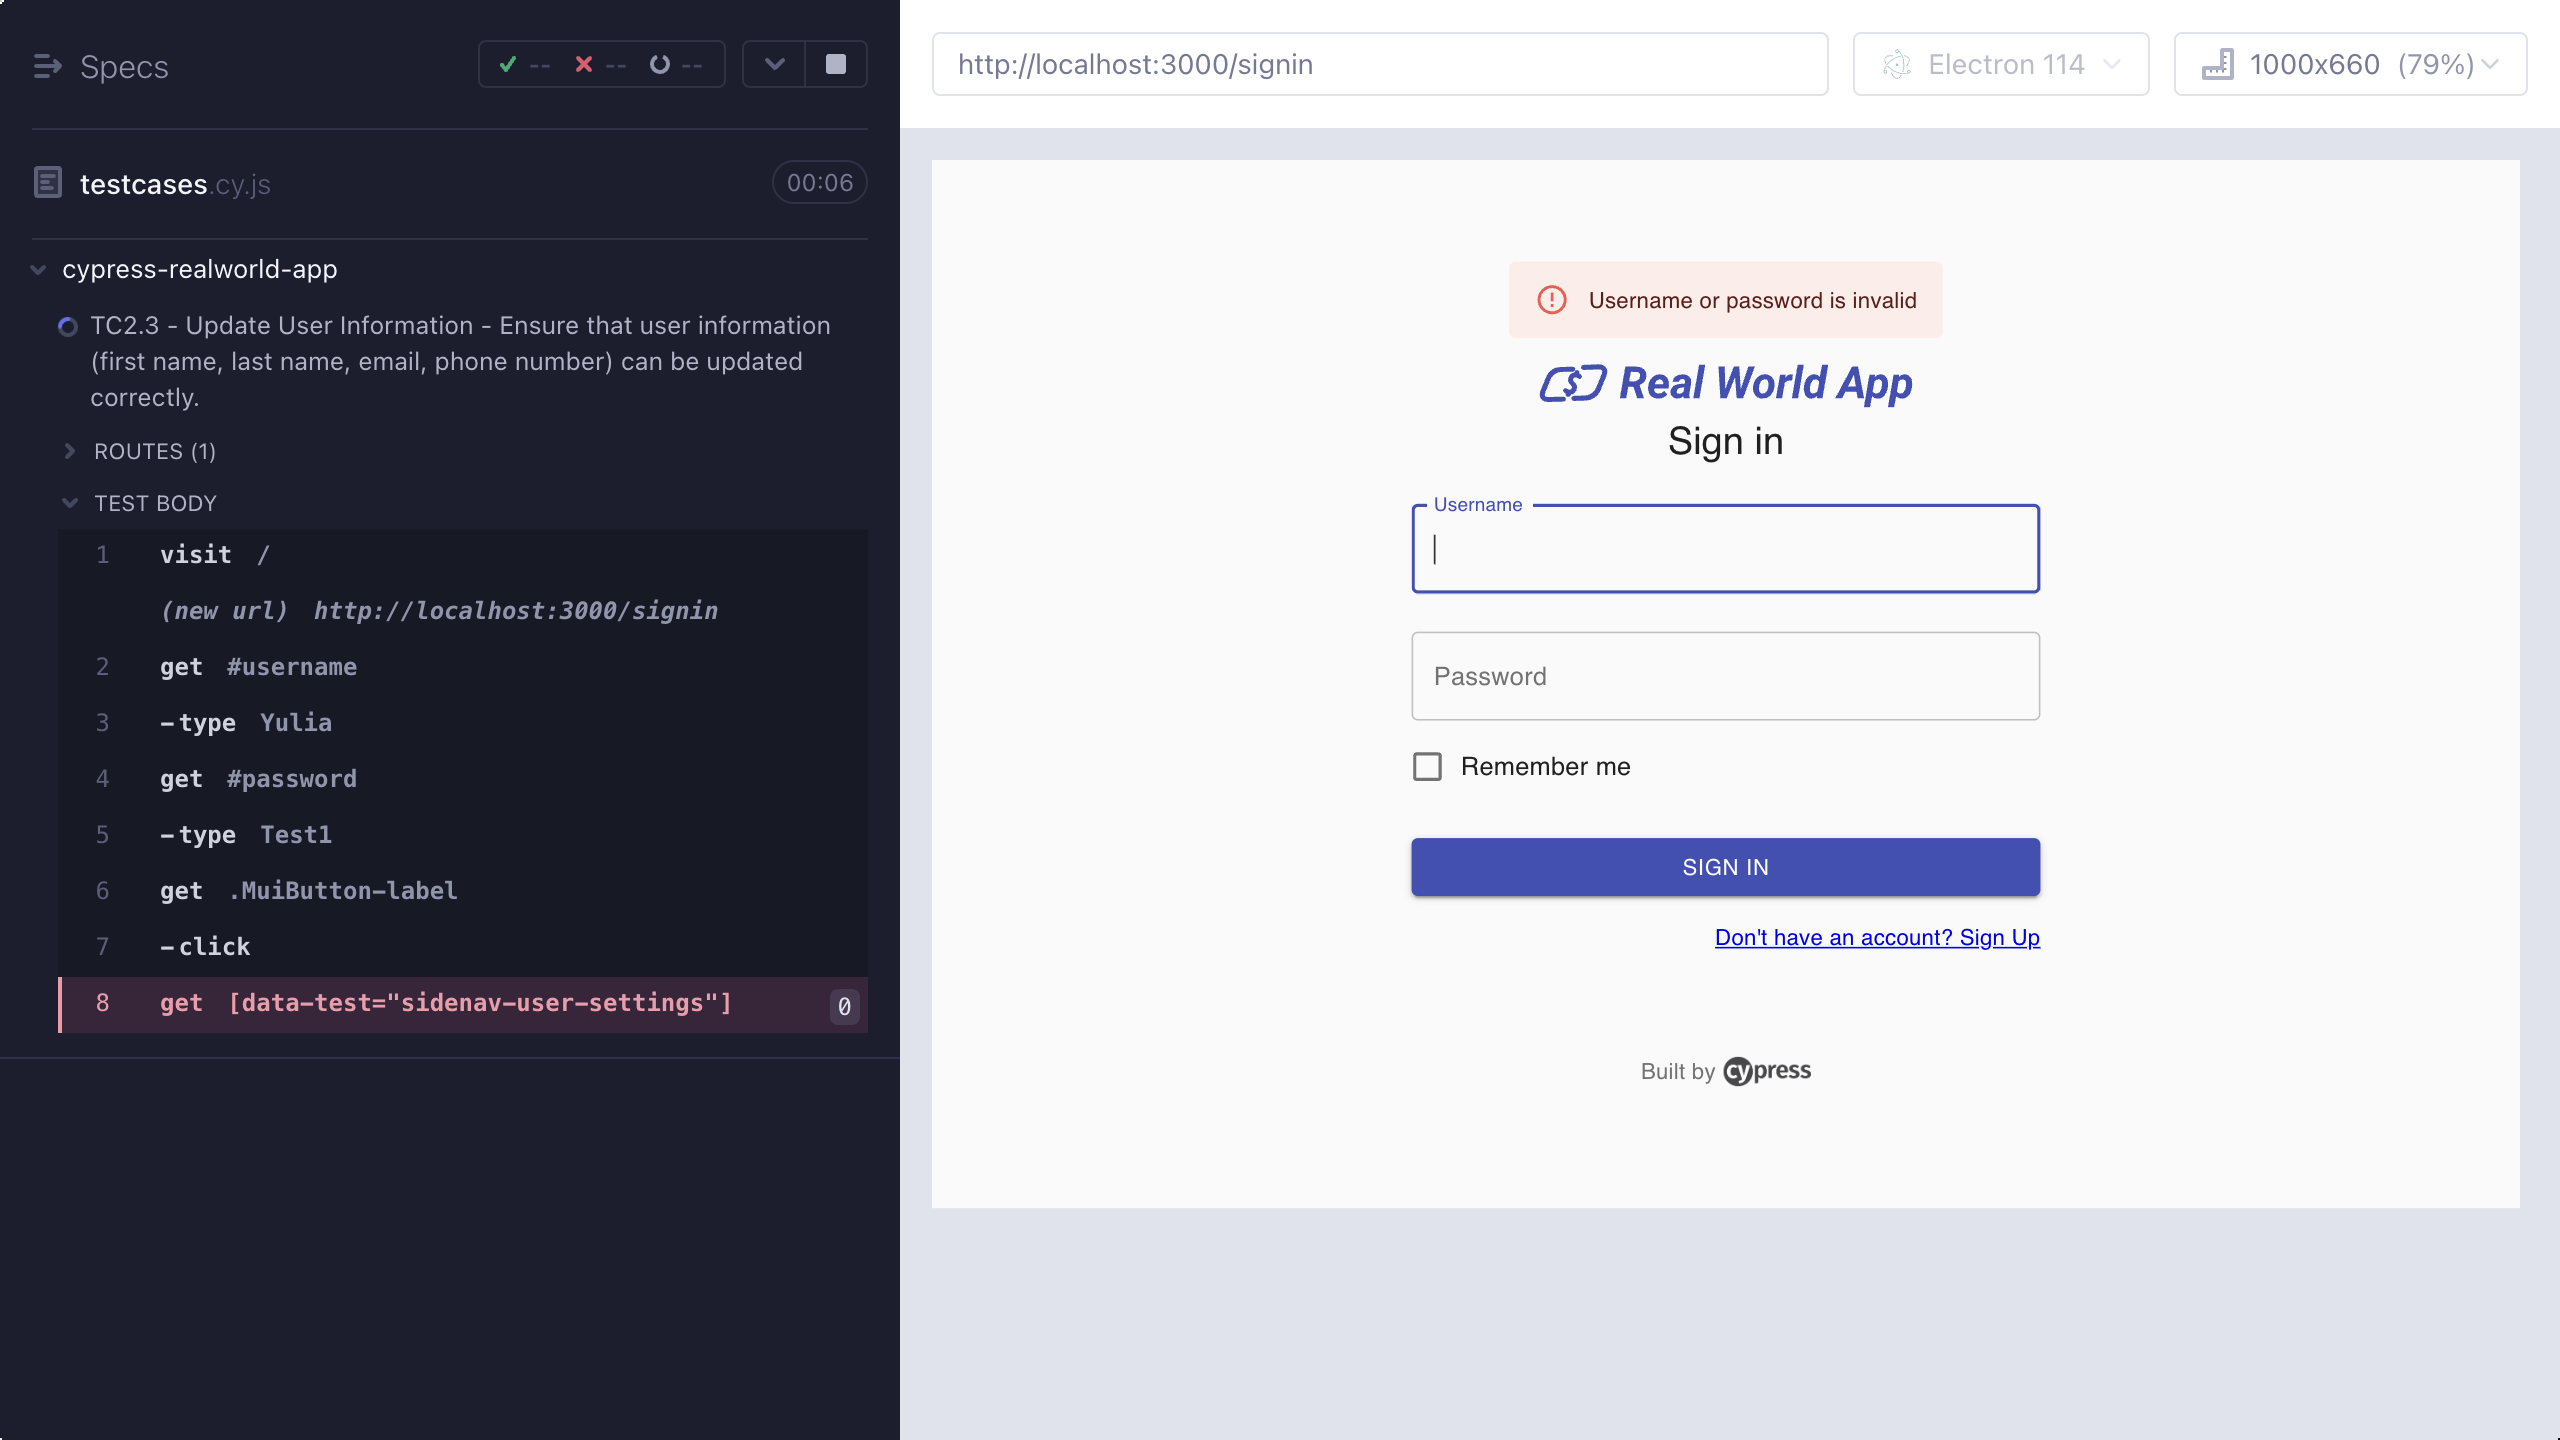 Specs
-- -- --
testcases.cy.js
00:06
cypress-realworld-app
TC2.3 - Update User Information - Ensure that user information
(first name, last name, email, phone number) can be updated
correctly.
ROUTES (1)
TEST BODY
1 visit /
(new url) http://localhost:3000/signin
2 get #username
3 -type Yulia
4 get #password
5 -type Test1
6 get .MuiButton-label
7 -click
8 get [data-test="sidenav-user-settings"] 0
http://localhost:3000/signin
Electron 114
1000x660 (79%)
Username or password is invalid
Real World App
Sign in
Username
Password
Remember me
SIGN IN
Don't have an account? Sign Up
Built by cypress